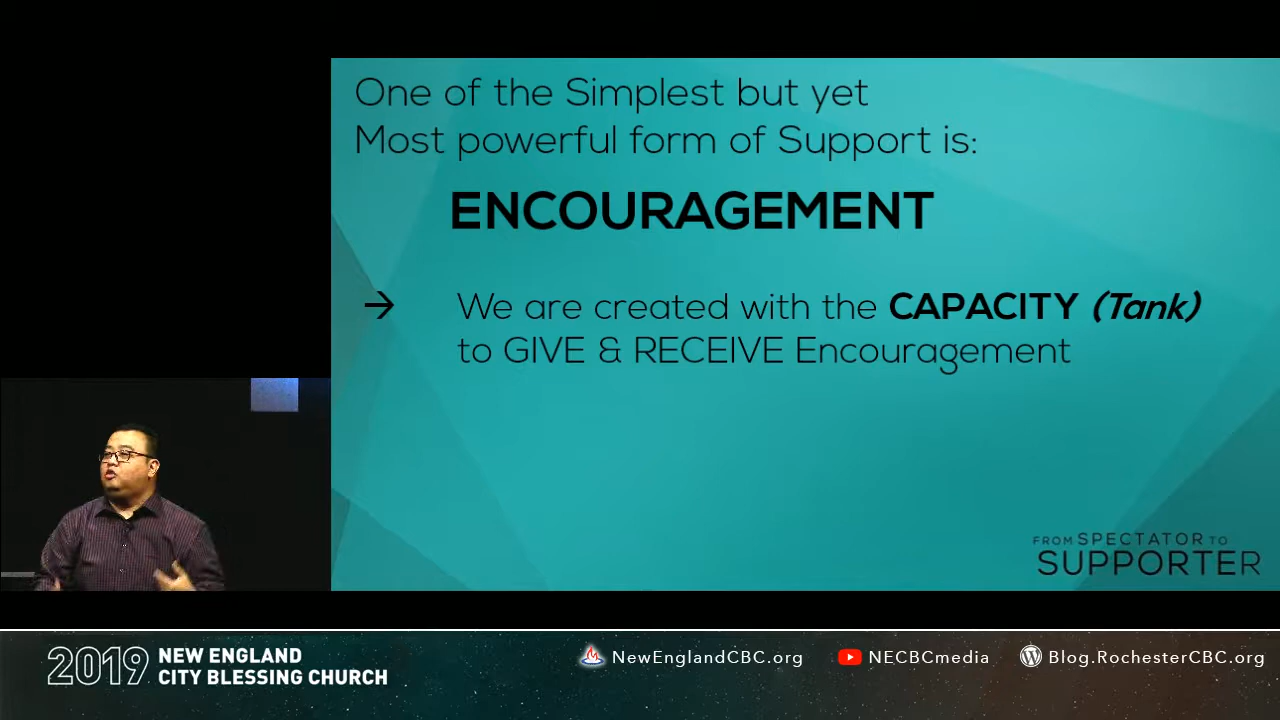 One of the Simplest but yet
Most powerful form of Support is:
ENCOURAGEMENT
→ We are created with the CAPACITY (Tank)
to GIVE & RECEIVE Encouragement
FROM SPECTATOR TO
SUPPORTER
2019 NEW ENGLAND
CITY BLESSING CHURCH
NewEnglandCBC.org
NECBCmedia
Blog.RochesterCBC.org